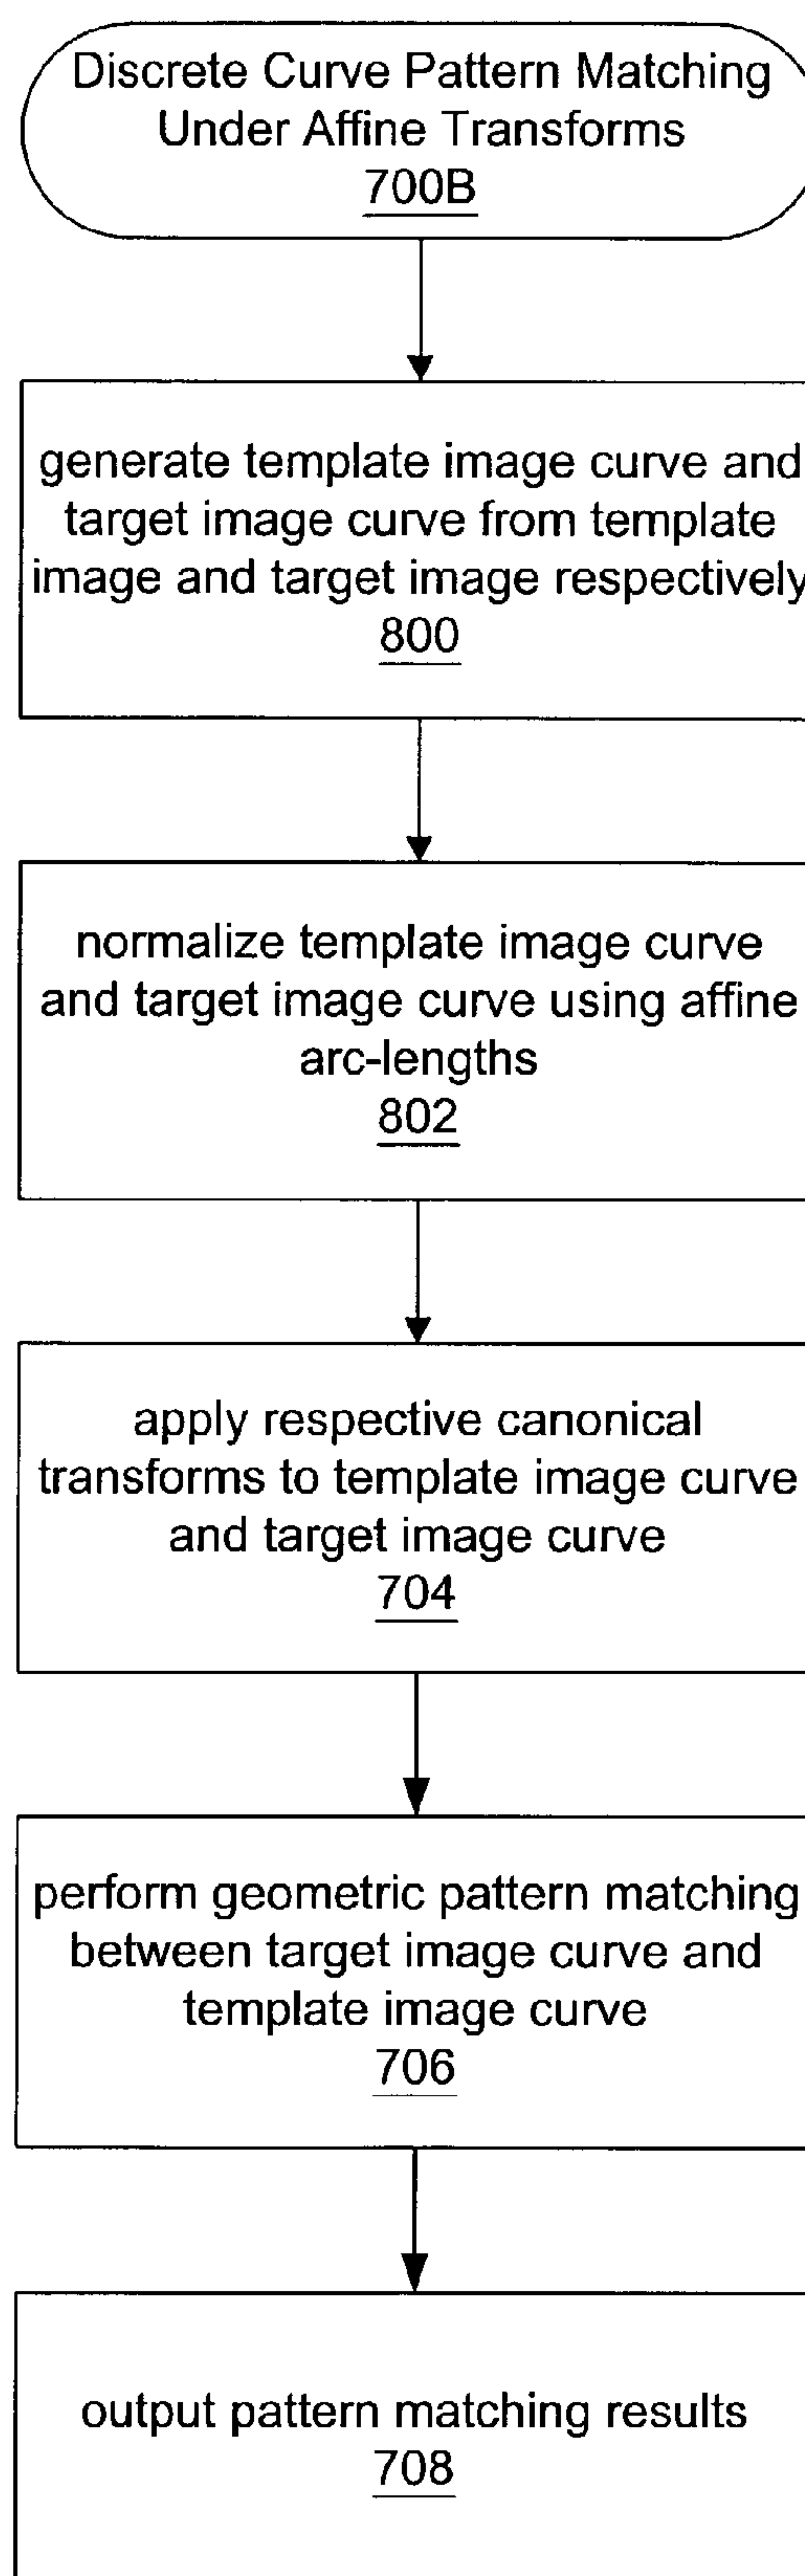 Discrete Curve Pattern Matching
Under Affine Transforms
700B
generate template image curve and
target image curve from template
image and target image respectively
800
normalize template image curve
and target image curve using affine
arc-lengths
802
apply respective canonical
transforms to template image curve
and target image curve
704
perform geometric pattern matching
between target image curve and
template image curve
706
output pattern matching results
708